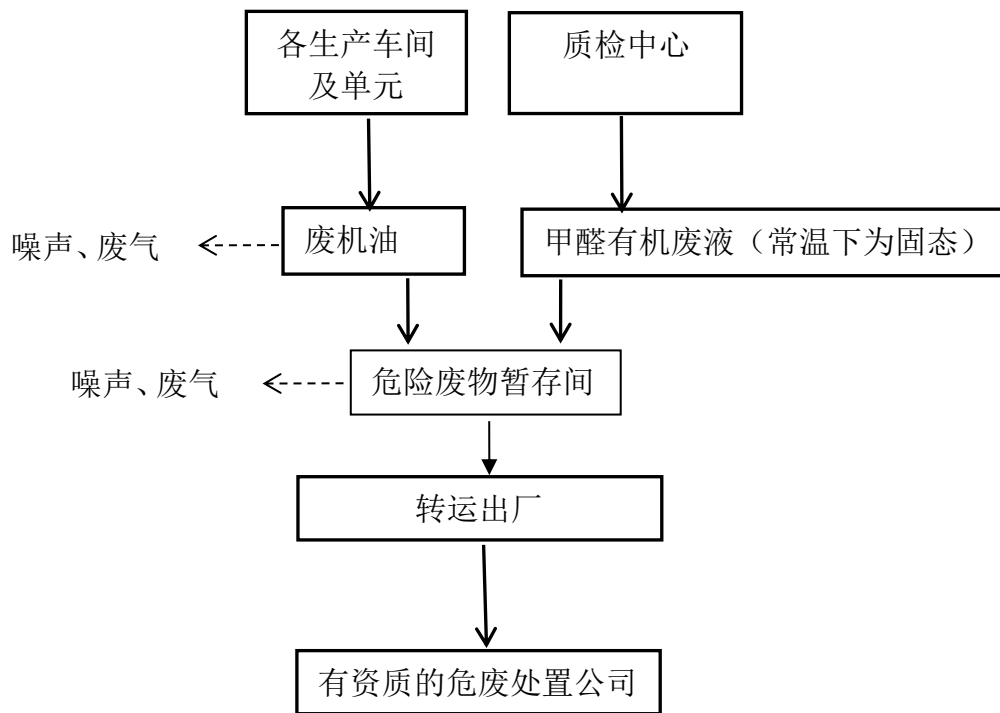 各生产车间
及单元
质检中心
噪声、废气
废机油
甲醛有机废液（常温下为固态）
噪声、废气
危险废物暂存间
转运出厂
有资质的危废处置公司